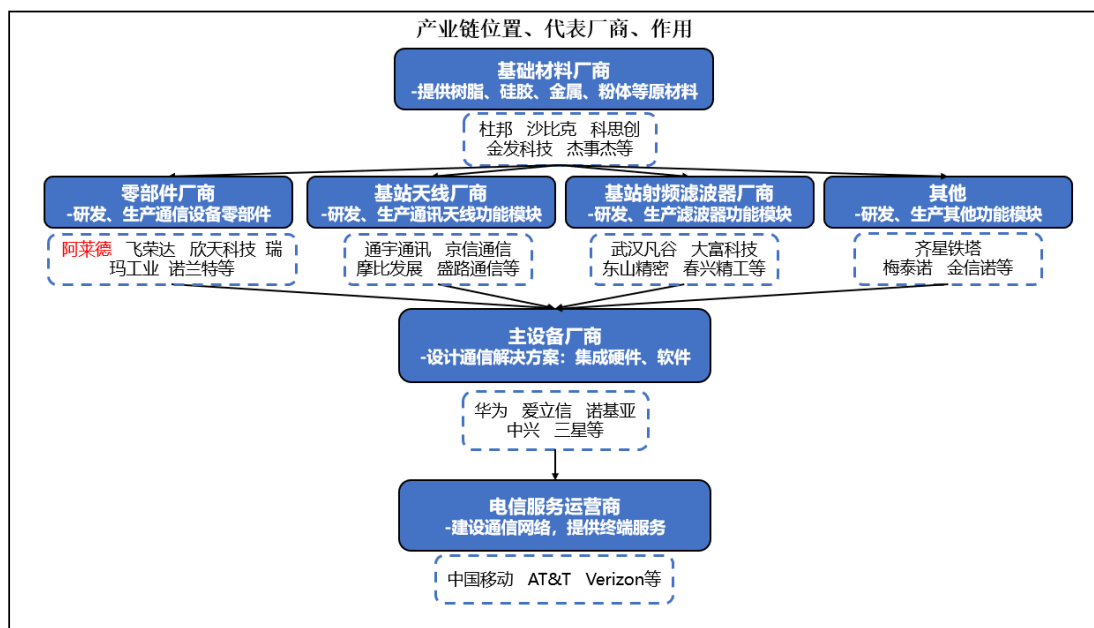 产业链位置、代表厂商、作用
基础材料厂商
-提供树脂、硅胶、金属、粉体等原材料
杜邦 沙比克 科思创
金发科技 杰事杰等
零部件厂商
-研发、生产通信设备零部件
阿莱德 飞荣达 欣天科技 瑞
玛工业 诺兰特等
基站天线厂商
-研发、生产通讯天线功能模块
通宇通讯 京信通信
摩比发展 盛路通信等
基站射频滤波器厂商
-研发、生产滤波器功能模块
武汉凡谷 大富科技
东山精密 春兴精工等
其他
-研发、生产其他功能模块
齐星铁塔
梅泰诺 金信诺等
主设备厂商
-设计通信解决方案：集成硬件、软件
华为 爱立信 诺基亚
中兴 三星等
电信服务运营商
-建设通信网络，提供终端服务
中国移动 AT&T Verizon等